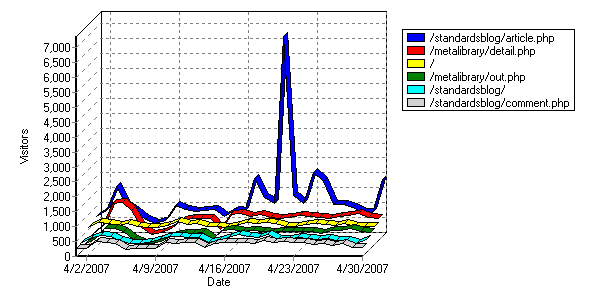 7,000
6,500
6,000
5,500
5,000
4,500
4,000
3,500
3,000
2,500
2,000
1,500
1,000
500
0
Visitors
4/2/2007 4/9/2007 4/16/2007 4/23/2007 4/30/2007
Date
/standardsblog/article.php
/metalibrary/detail.php
/
/metalibrary/out.php
/standardsblog/
/standardsblog/comment.php